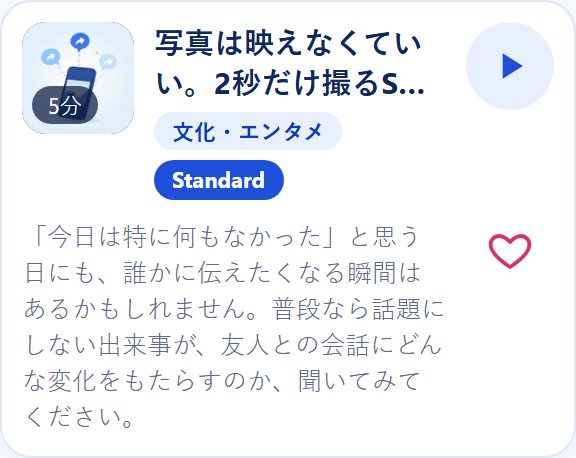 写真は映えなくてい
い。2秒だけ撮るS...
5分
文化・エンタメ
Standard
「今日は特に何もなかった」と思う
日にも、誰かに伝えたくなる瞬間は
あるかもしれません。普段なら話題に
しない出来事が、友人との会話にどん
な変化をもたらすのか、聞いてみて
ください。